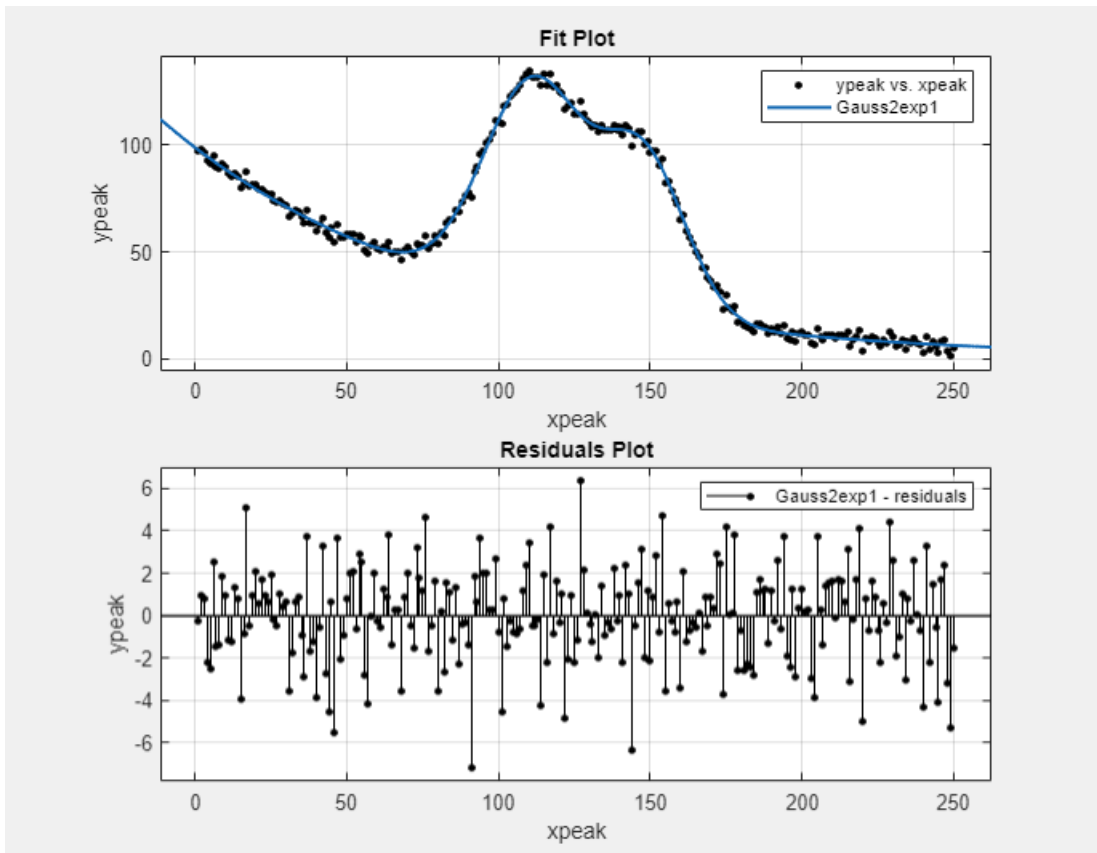 Fit Plot
ypeak vs. xpeak
Gauss2exp1
100
50
0
ypeak
0
50
100
150
200
250
xpeak
Residuals Plot
Gauss2exp1 - residuals
6
4
2
0
-2
-4
-6
ypeak
0
50
100
150
200
250
xpeak